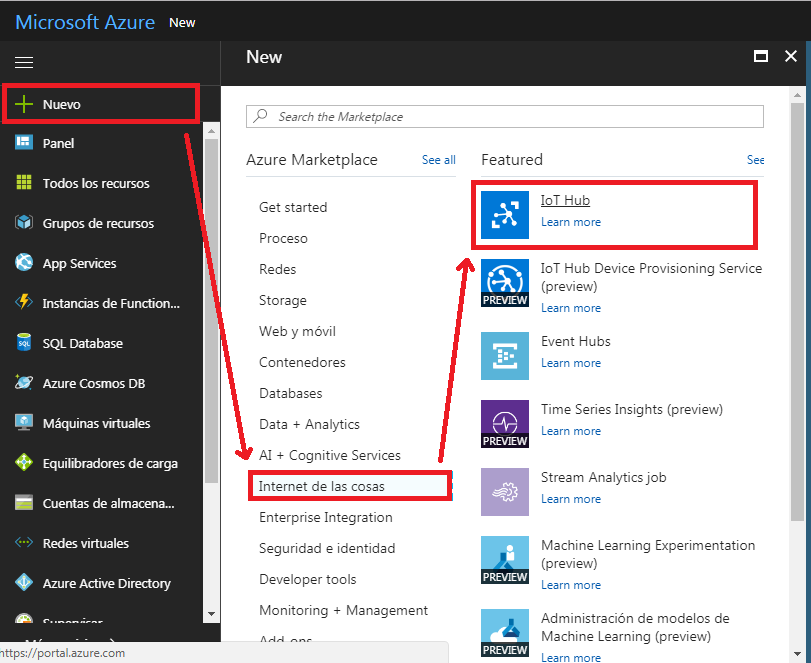 Microsoft Azure New
New
Nuevo
Panel
Todos los recursos
Grupos de recursos
App Services
Instancias de Function...
SQL Database
Azure Cosmos DB
Máquinas virtuales
Equilibradores de carga
Cuentas de almacena...
Redes virtuales
Azure Active Directory
Supervisar
https://portal.azure.com
Search the Marketplace
Azure Marketplace See all
Get started
Proceso
Redes
Storage
Web y móvil
Contenedores
Databases
Data + Analytics
AI + Cognitive Services
Internet de las cosas
Enterprise Integration
Seguridad e identidad
Developer tools
Monitoring + Management
Add-ons
Featured See
IoT Hub
Learn more
PREVIEW
IoT Hub Device Provisioning Service
(preview)
Learn more
Event Hubs
Learn more
PREVIEW
Time Series Insights (preview)
Learn more
Stream Analytics job
Learn more
PREVIEW
Machine Learning Experimentation
(preview)
Learn more
PREVIEW
Administración de modelos de
Machine Learning (preview)
Learn more